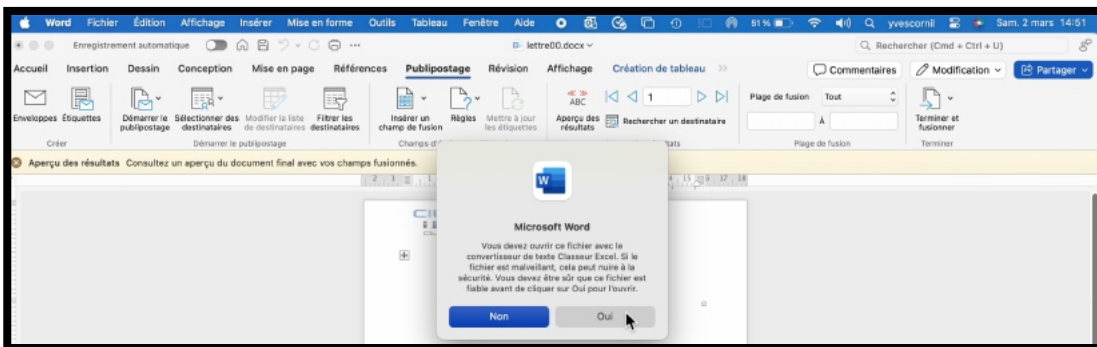 Word Fichier Édition Affichage Insérer Mise en forme Outils Tableau Fenêtre Aide 51 % yvescornil Sam. 2 mars 14:51
Enregistrement automatique lettre00.docx Rechercher (Cmd + Ctrl + U)
Accueil Insertion Dessin Conception Mise en page Références Publipostage Révision Affichage Création de tableau >> Commentaires Modification Partager
ABC 1 Plage de fusion Tout
Enveloppes Étiquettes Démarrer le publipostage Sélectionner des destinataires Modifier la liste de destinataires Filtrer les destinataires Insérer un champ de fusion Règles Mettre à jour les étiquettes Aperçu des résultats Rechercher un destinataire À Terminer et fusionner
Créer Démarrer le publipostage Champs d' Plage de fusion Terminer
Aperçu des résultats Consultez un aperçu du document final avec vos champs fusionnés.
Microsoft Word
Vous devez ouvrir ce fichier avec le
convertisseur de texte Classeur Excel. Si le
fichier est malveillant, cela peut nuire à la
sécurité. Vous devez être sûr que ce fichier est
fiable avant de cliquer sur Oui pour l'ouvrir.
Non Oui